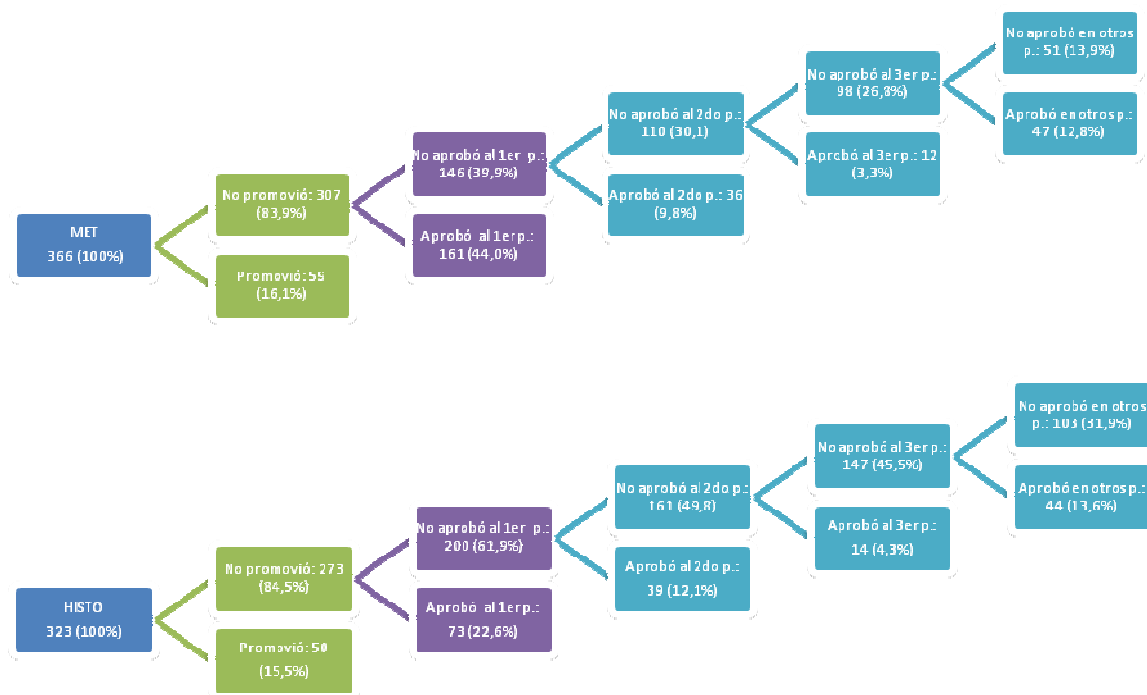 No aprobó en otros
p.: 51 (13,9%)
No aprobó al 3er p.:
98 (26,8%)
Aprobó en otros p.:
47 (12,8%)
No aprobó al 2do p.:
110 (30,1)
Aprobó al 3er p.: 12
(3,3%)
No aprobó al 1er p.:
146 (39,9%)
Aprobó al 2do p.: 36
(9,8%)
No promovió: 307
(83,9%)
Aprobó al 1er p.:
161 (44,0%)
MET
366 (100%)
Promovió: 59
(16,1%)
No aprobó en otros
p.: 103 (31,9%)
No aprobó al 3er p.:
147 (45,5%)
Aprobó en otros p.:
44 (13,6%)
No aprobó al 2do p.:
161 (49,8)
Aprobó al 3er p.:
14 (4,3%)
No aprobó al 1er p.:
200 (61,9%)
Aprobó al 2do p.:
39 (12,1%)
No promovió: 273
(84,5%)
Aprobó al 1er p.:
73 (22,6%)
HISTO
323 (100%)
Promovió: 50
(15,5%)